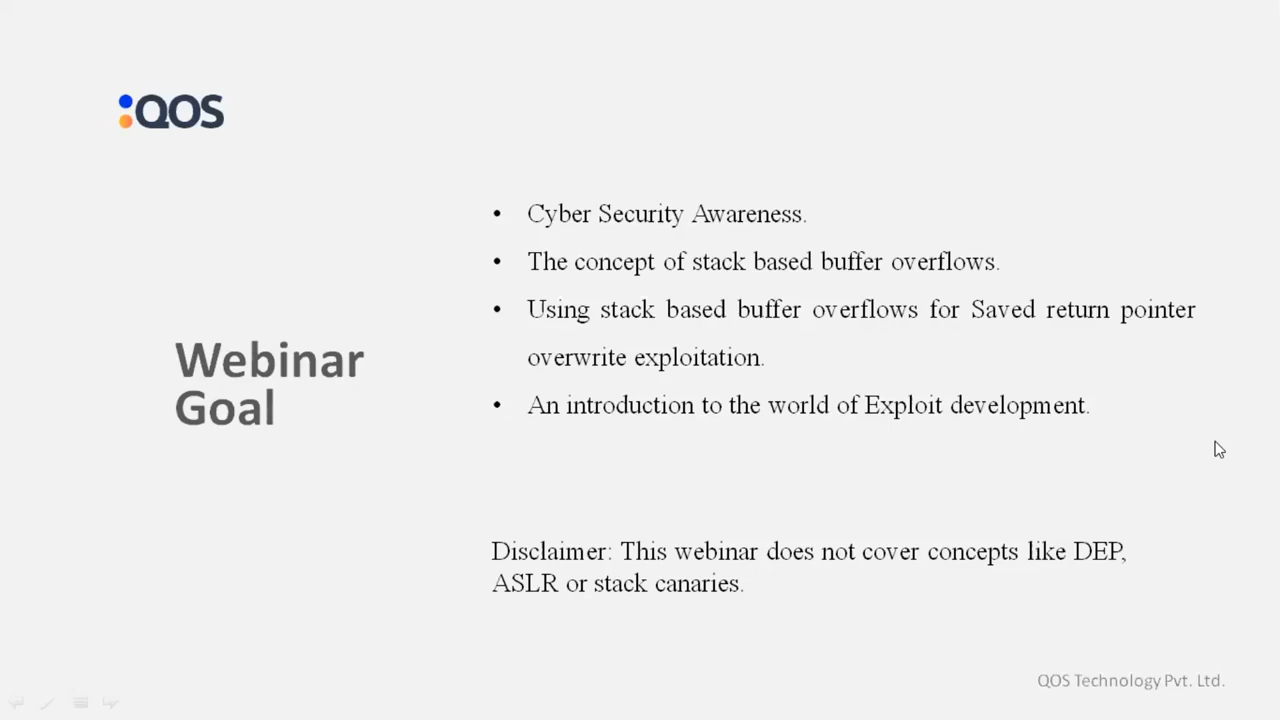 :QOS
Webinar
Goal
• Cyber Security Awareness.
• The concept of stack based buffer overflows.
• Using stack based buffer overflows for Saved return pointer
overwrite exploitation.
• An introduction to the world of Exploit development.
Disclaimer: This webinar does not cover concepts like DEP,
ASLR or stack canaries.
QOS Technology Pvt. Ltd.